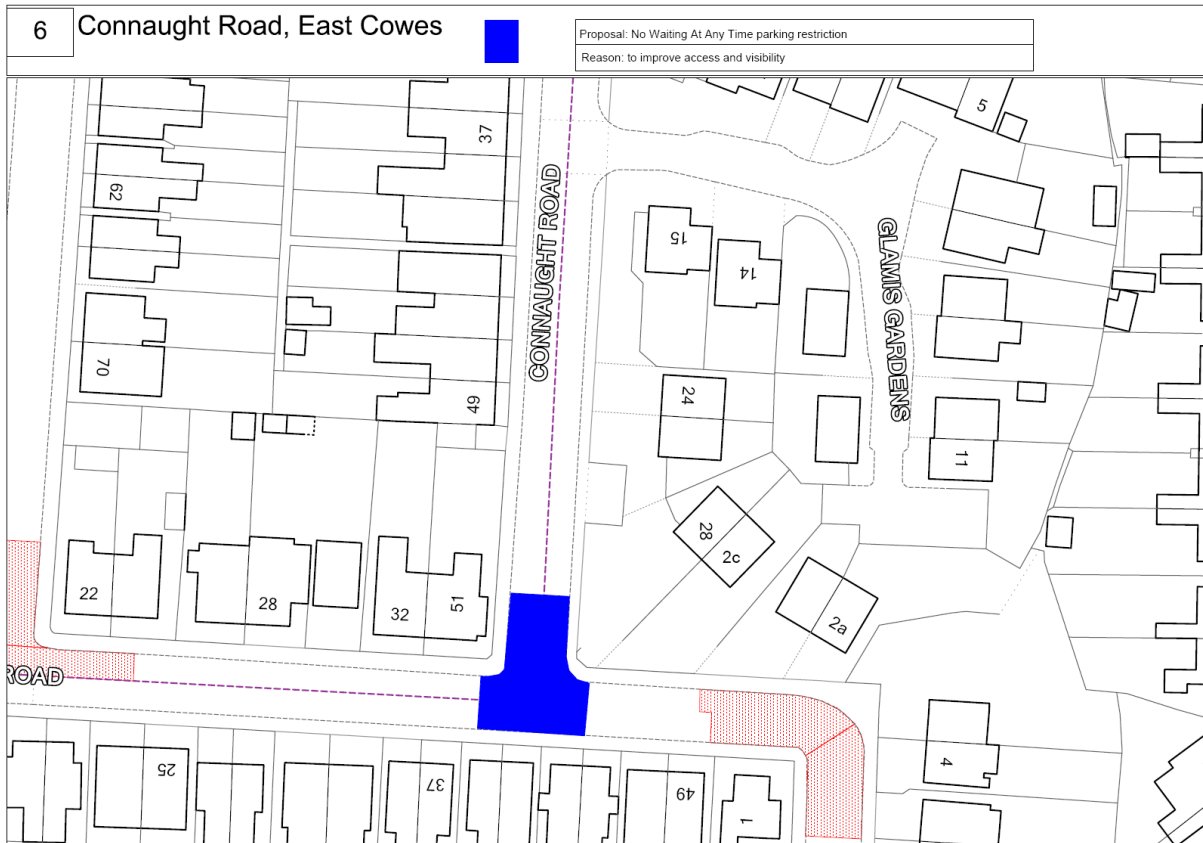 6
Connaught Road, East Cowes
Proposal: No Waiting At Any Time parking restriction
Reason: to improve access and visibility
5
37
62
CONNAUGHT ROAD
15
14
GLAMIS GARDENS
70
24
49
11
28
2c
22
28
32
51
2a
ROAD
4
25
37
49
1